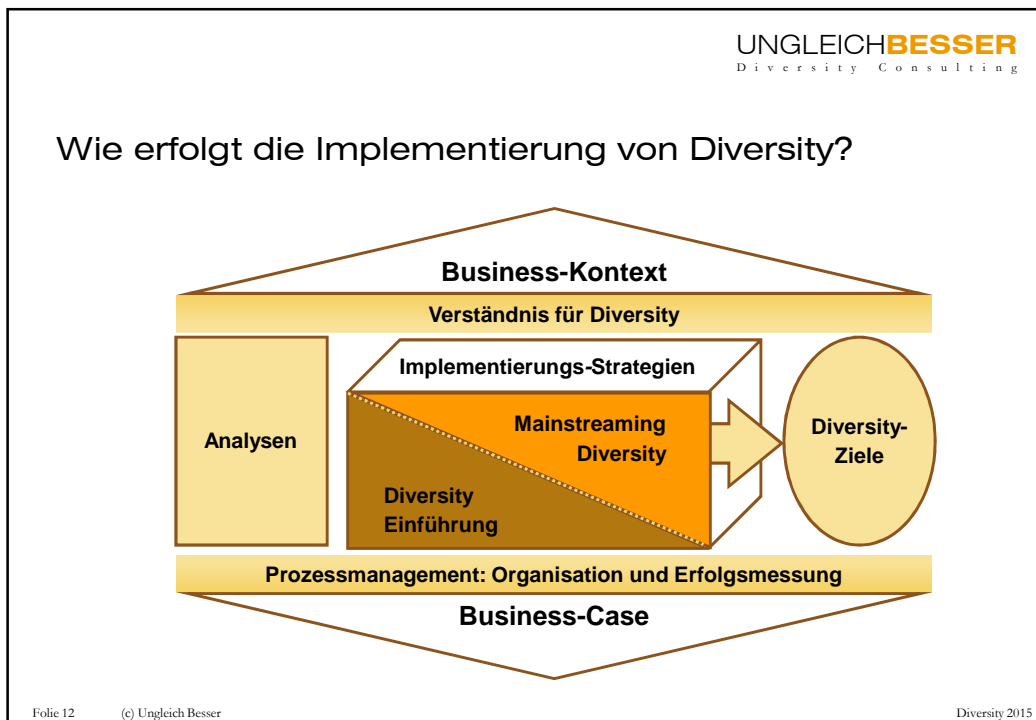 UNGLEICHBESSER
Diversity Consulting
Wie erfolgt die Implementierung von Diversity?
Business-Kontext
Verständnis für Diversity
Analysen
Implementierungs-Strategien
Mainstreaming
Diversity
Diversity
Einführung
Diversity-
Ziele
Prozessmanagement: Organisation und Erfolgsmessung
Business-Case
Folie 12 (c) Ungleich Besser Diversity 2015